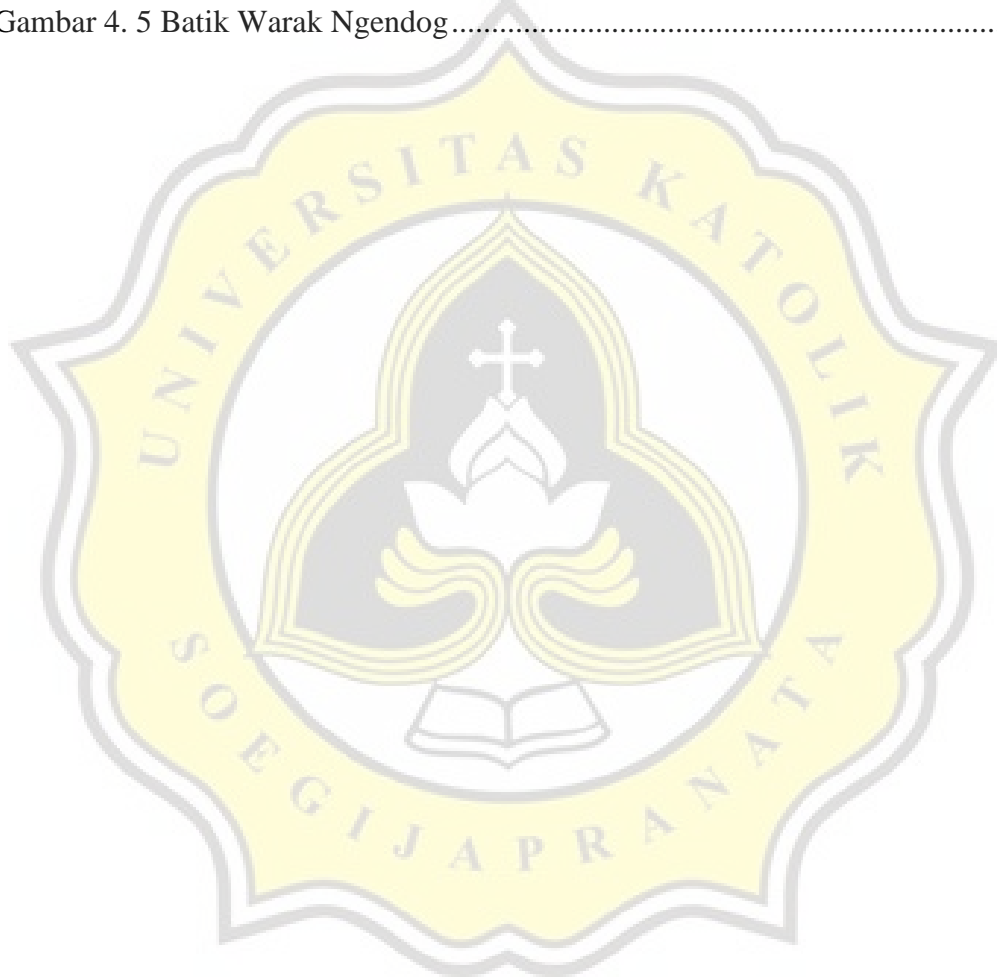 Gambar 4. 5 Batik Warak Ngendog.....................................................................
UNIVERSITAS KATOLIK
SOEGIJAPRANATA